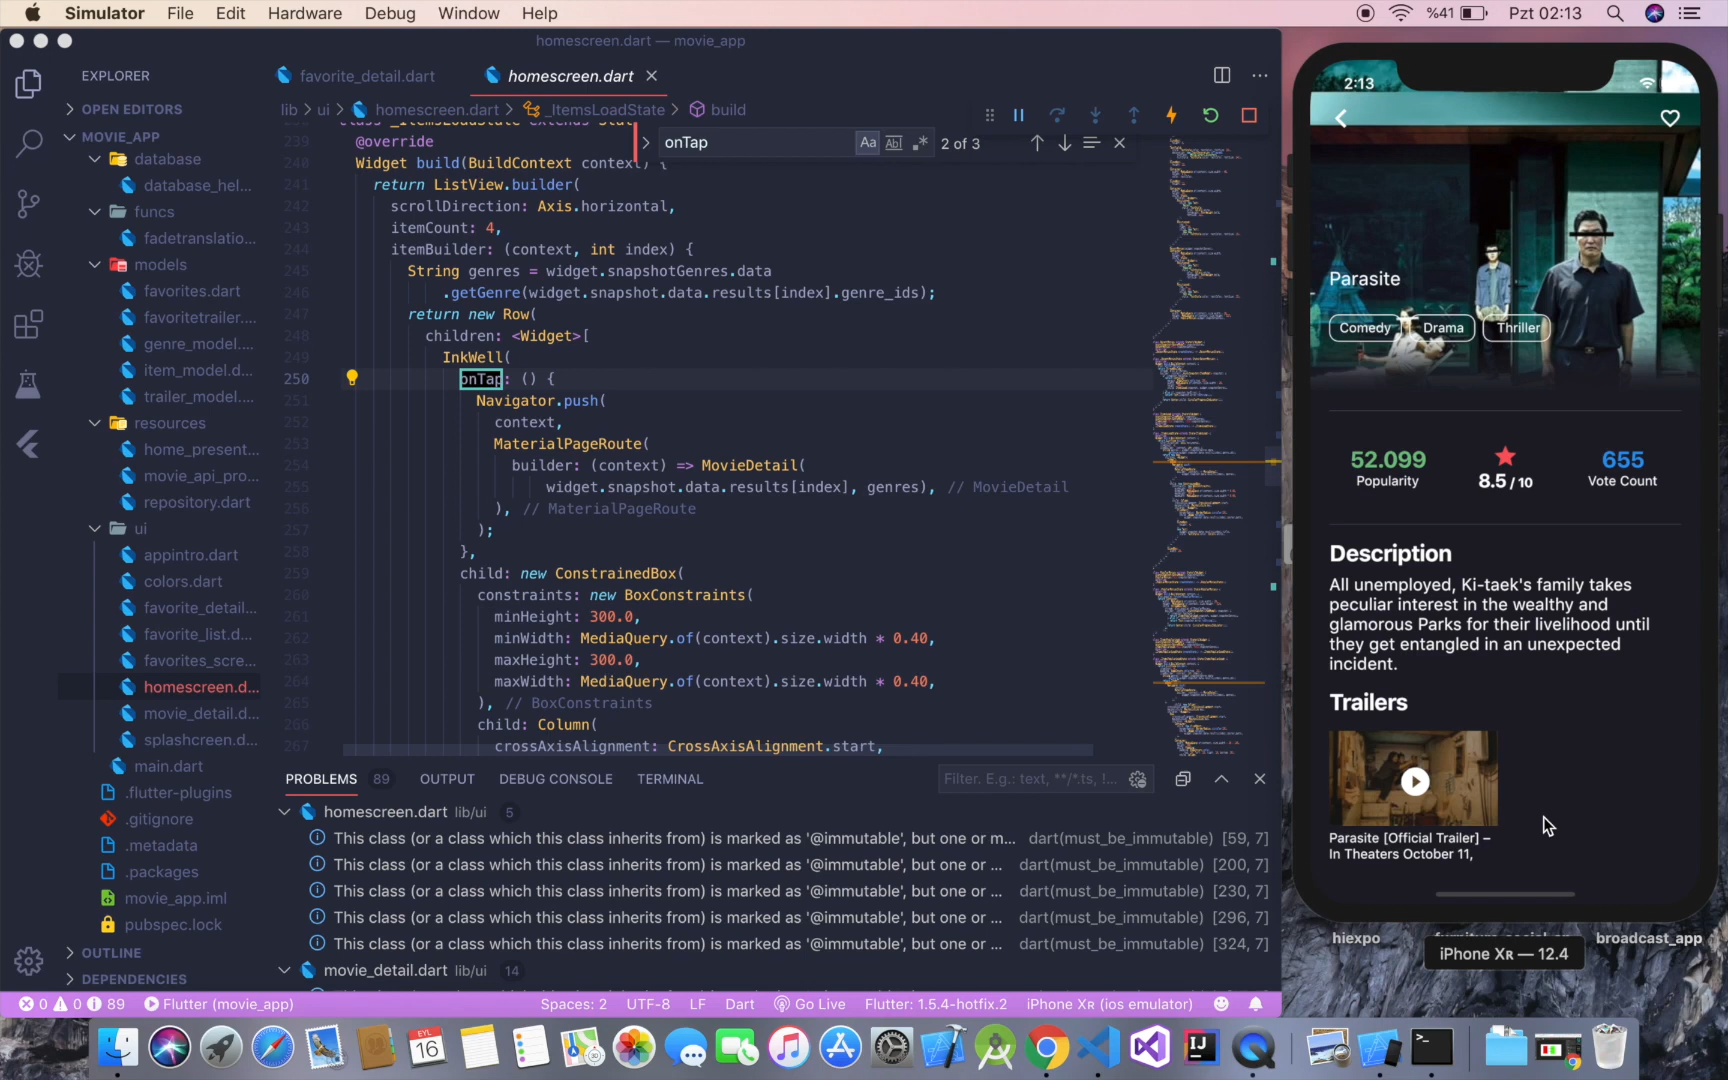 Simulator File Edit Hardware Debug Window Help
%41 Pzt 02:13
homescreen.dart — movie_app
EXPLORER
OPEN EDITORS
MOVIE_APP
database
database_hel...
funcs
fadetranslatio...
models
favorites.dart
favoritetrailer....
genre_model....
item_model.d...
trailer_model....
resources
home_present...
movie_api_pro...
repository.dart
ui
appintro.dart
colors.dart
favorite_detail...
favorite_list.d...
favorites_scre...
homescreen.d...
movie_detail.d...
splashcreen.d...
main.dart
.flutter-plugins
.gitignore
.metadata
.packages
movie_app.iml
pubspec.lock
OUTLINE
DEPENDENCIES
favorite_detail.dart
homescreen.dart
lib > ui > homescreen.dart > _ItemsLoadState > build
onTap
Aa Abl .* 2 of 3
239 @override
240 Widget build(BuildContext context) {
241 return ListView.builder(
242 scrollDirection: Axis.horizontal,
243 itemCount: 4,
244 itemBuilder: (context, int index) {
245 String genres = widget.snapshotGenres.data
246 .getGenre(widget.snapshot.data.results[index].genre_ids);
247 return new Row(
248 children: <Widget>[
249 InkWell(
250 onTap: () {
251 Navigator.push(
252 context,
253 MaterialPageRoute(
254 builder: (context) => MovieDetail(
255 widget.snapshot.data.results[index], genres), // MovieDetail
256 ), // MaterialPageRoute
257 );
258 },
259 child: new ConstrainedBox(
260 constraints: new BoxConstraints(
261 minHeight: 300.0,
262 minWidth: MediaQuery.of(context).size.width * 0.40,
263 maxHeight: 300.0,
264 maxWidth: MediaQuery.of(context).size.width * 0.40,
265 ), // BoxConstraints
266 child: Column(
267 crossAxisAlignment: CrossAxisAlignment.start,
PROBLEMS 89 OUTPUT DEBUG CONSOLE TERMINAL
Filter. E.g.: text, **/*.ts, !...
homescreen.dart lib/ui 5
This class (or a class which this class inherits from) is marked as '@immutable', but one or m... dart(must_be_immutable) [59, 7]
This class (or a class which this class inherits from) is marked as '@immutable', but one or ... dart(must_be_immutable) [200, 7]
This class (or a class which this class inherits from) is marked as '@immutable', but one or ... dart(must_be_immutable) [230, 7]
This class (or a class which this class inherits from) is marked as '@immutable', but one or ... dart(must_be_immutable) [296, 7]
This class (or a class which this class inherits from) is marked as '@immutable', but one or ... dart(must_be_immutable) [324, 7]
movie_detail.dart lib/ui 14
0 0 89 Flutter (movie_app)
Spaces: 2 UTF-8 LF Dart Go Live Flutter: 1.5.4-hotfix.2 iPhone Xʀ (ios emulator)
2:13
Parasite
Comedy Drama Thriller
52.099
Popularity
8.5 / 10
655
Vote Count
Description
All unemployed, Ki-taek's family takes
peculiar interest in the wealthy and
glamorous Parks for their livelihood until
they get entangled in an unexpected
incident.
Trailers
Parasite [Official Trailer] –
In Theaters October 11,
hiexpo
broadcast_app
iPhone Xʀ — 12.4
EYL
16
IJ